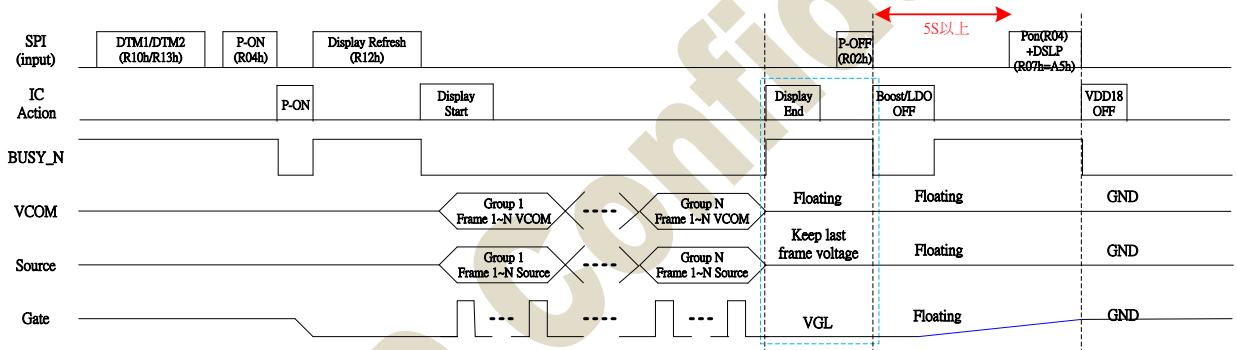 5S以上
SPI
(input)
DTM1/DTM2
(R10h/R13h)
P-ON
(R04h)
Display Refresh
(R12h)
P-OFF
(R02h)
Pon(R04)
+DSLP
(R07h=A5h)
IC
Action
P-ON
Display
Start
Display
End
Boost/LDO
OFF
VDD18
OFF
BUSY_N
VCOM
Group 1
Frame 1~N VCOM
Group N
Frame 1~N VCOM
Floating
Floating
GND
Source
Group 1
Frame 1~N Source
Group N
Frame 1~N Source
Keep last
frame voltage
Floating
GND
Gate
VGL
Floating
GND